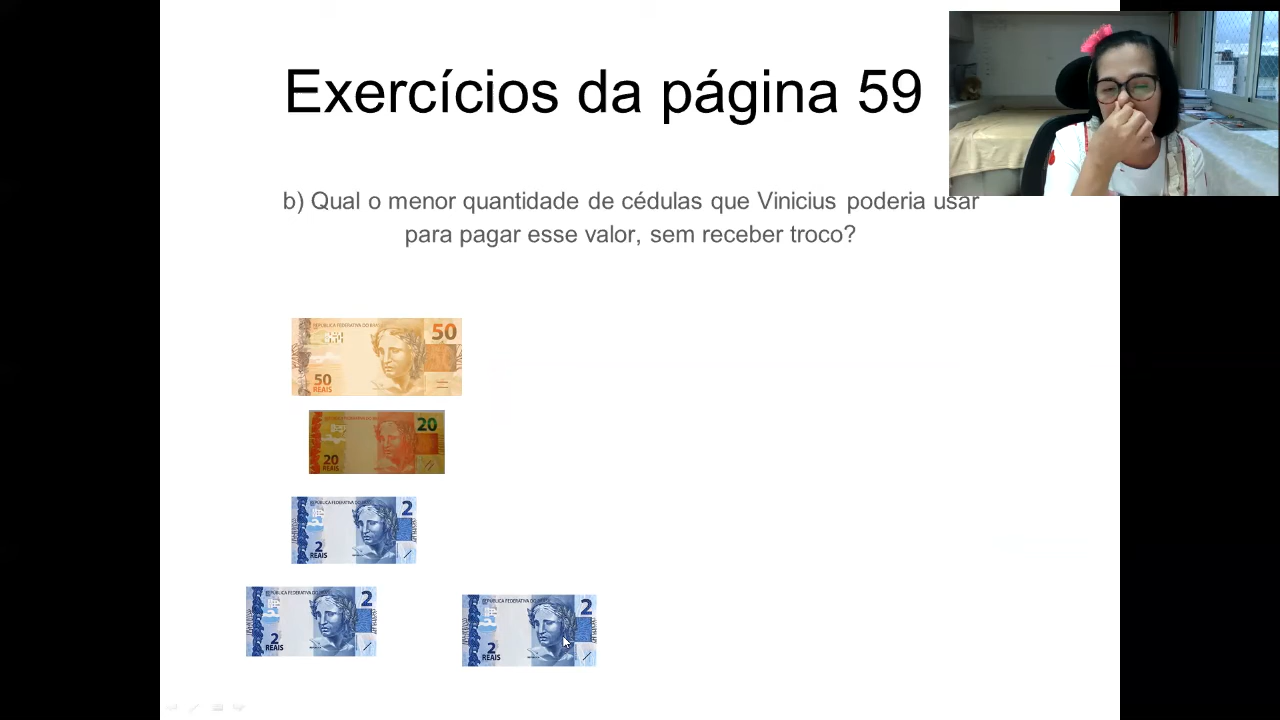 Exercícios da página 59
b) Qual o menor quantidade de cédulas que Vinicius poderia usar
para pagar esse valor, sem receber troco?
50
50
REAIS
20
20
REAIS
2
2
REAIS
2
2
REAIS
2
2
REAIS